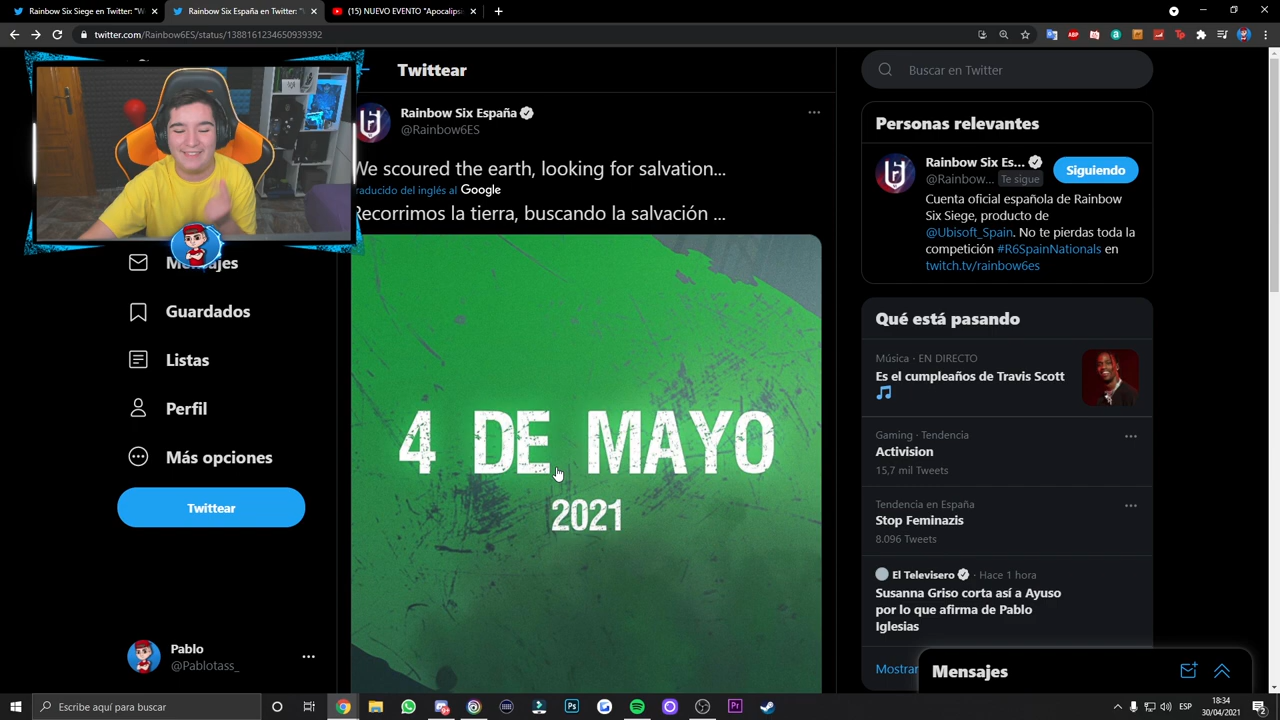 Rainbow Six Siege en Twitter: "W
Rainbow Six España en Twitter: "
(15) NUEVO EVENTO "Apocalips
twitter.com/Rainbow6ES/status/1388161234650939392
Twittear
Rainbow Six España
@Rainbow6ES
We scoured the earth, looking for salvation...
raducido del inglés al Google
Recorrimos la tierra, buscando la salvación ...
4 DE MAYO
2021
Mensajes
Guardados
Listas
Perfil
Más opciones
Twittear
Pablo
@Pablotass_
Buscar en Twitter
Personas relevantes
Rainbow Six Es...
@Rainbow... Te sigue
Siguiendo
Cuenta oficial española de Rainbow
Six Siege, producto de
@Ubisoft_Spain. No te pierdas toda la
competición #R6SpainNationals en
twitch.tv/rainbow6es
Qué está pasando
Música · EN DIRECTO
Es el cumpleaños de Travis Scott
Gaming · Tendencia
Activision
15,7 mil Tweets
Tendencia en España
Stop Feminazis
8.096 Tweets
El Televisero · Hace 1 hora
Susanna Griso corta así a Ayuso
por lo que afirma de Pablo
Iglesias
Mostrar
Mensajes
Escribe aquí para buscar
ESP
18:34
30/04/2021